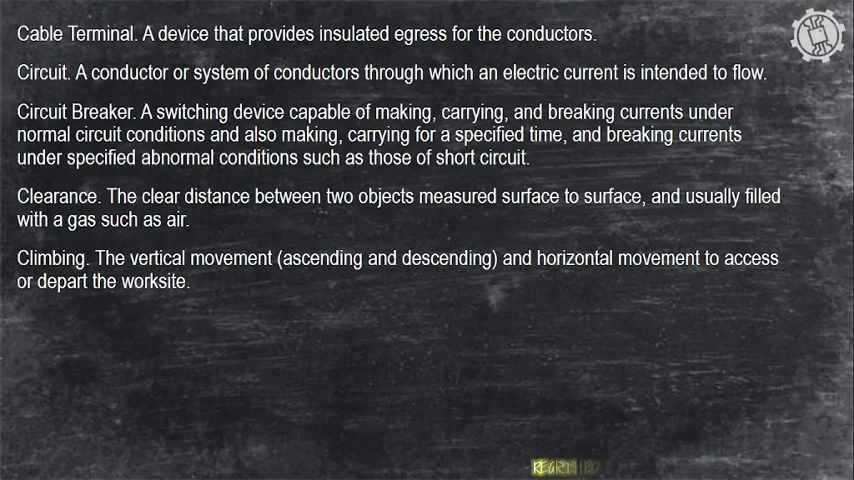 Cable Terminal. A device that provides insulated egress for the conductors.
Circuit. A conductor or system of conductors through which an electric current is intended to flow.
Circuit Breaker. A switching device capable of making, carrying, and breaking currents under
normal circuit conditions and also making, carrying for a specified time, and breaking currents
under specified abnormal conditions such as those of short circuit.
Clearance. The clear distance between two objects measured surface to surface, and usually filled
with a gas such as air.
Climbing. The vertical movement (ascending and descending) and horizontal movement to access
or depart the worksite.